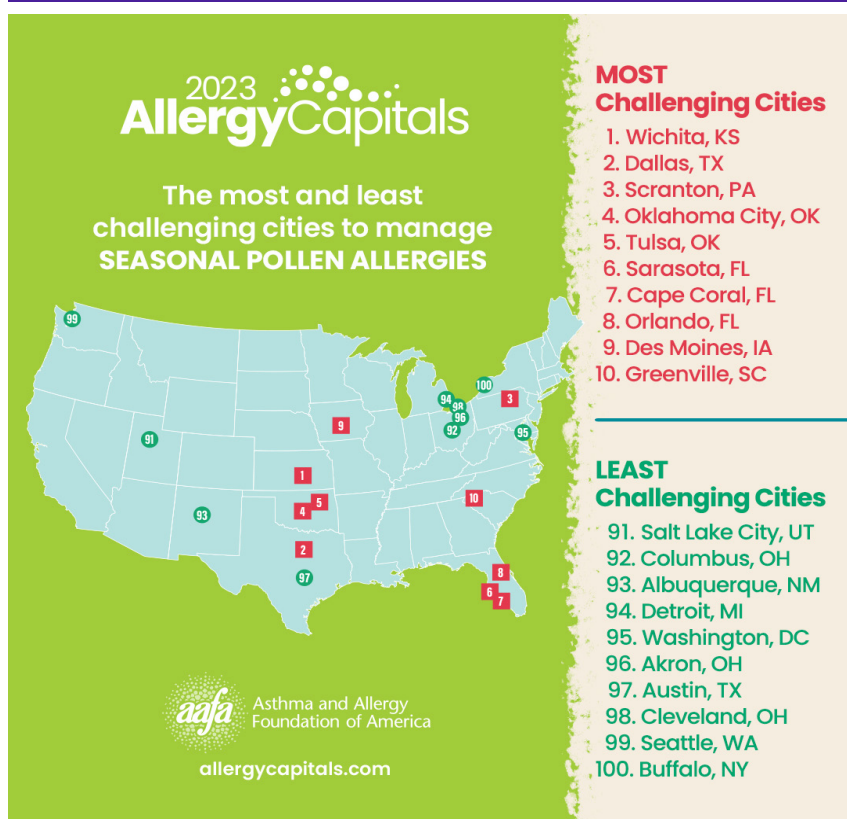 2023
AllergyCapitals
The most and least
challenging cities to manage
SEASONAL POLLEN ALLERGIES
99
91
93
9
1
5
4
2
97
94
98
96
92
100
3
95
10
8
6
7
aafa
Asthma and Allergy
Foundation of America
allergycapitals.com
MOST
Challenging Cities
1. Wichita, KS
2. Dallas, TX
3. Scranton, PA
4. Oklahoma City, OK
5. Tulsa, OK
6. Sarasota, FL
7. Cape Coral, FL
8. Orlando, FL
9. Des Moines, IA
10. Greenville, SC
LEAST
Challenging Cities
91. Salt Lake City, UT
92. Columbus, OH
93. Albuquerque, NM
94. Detroit, MI
95. Washington, DC
96. Akron, OH
97. Austin, TX
98. Cleveland, OH
99. Seattle, WA
100. Buffalo, NY